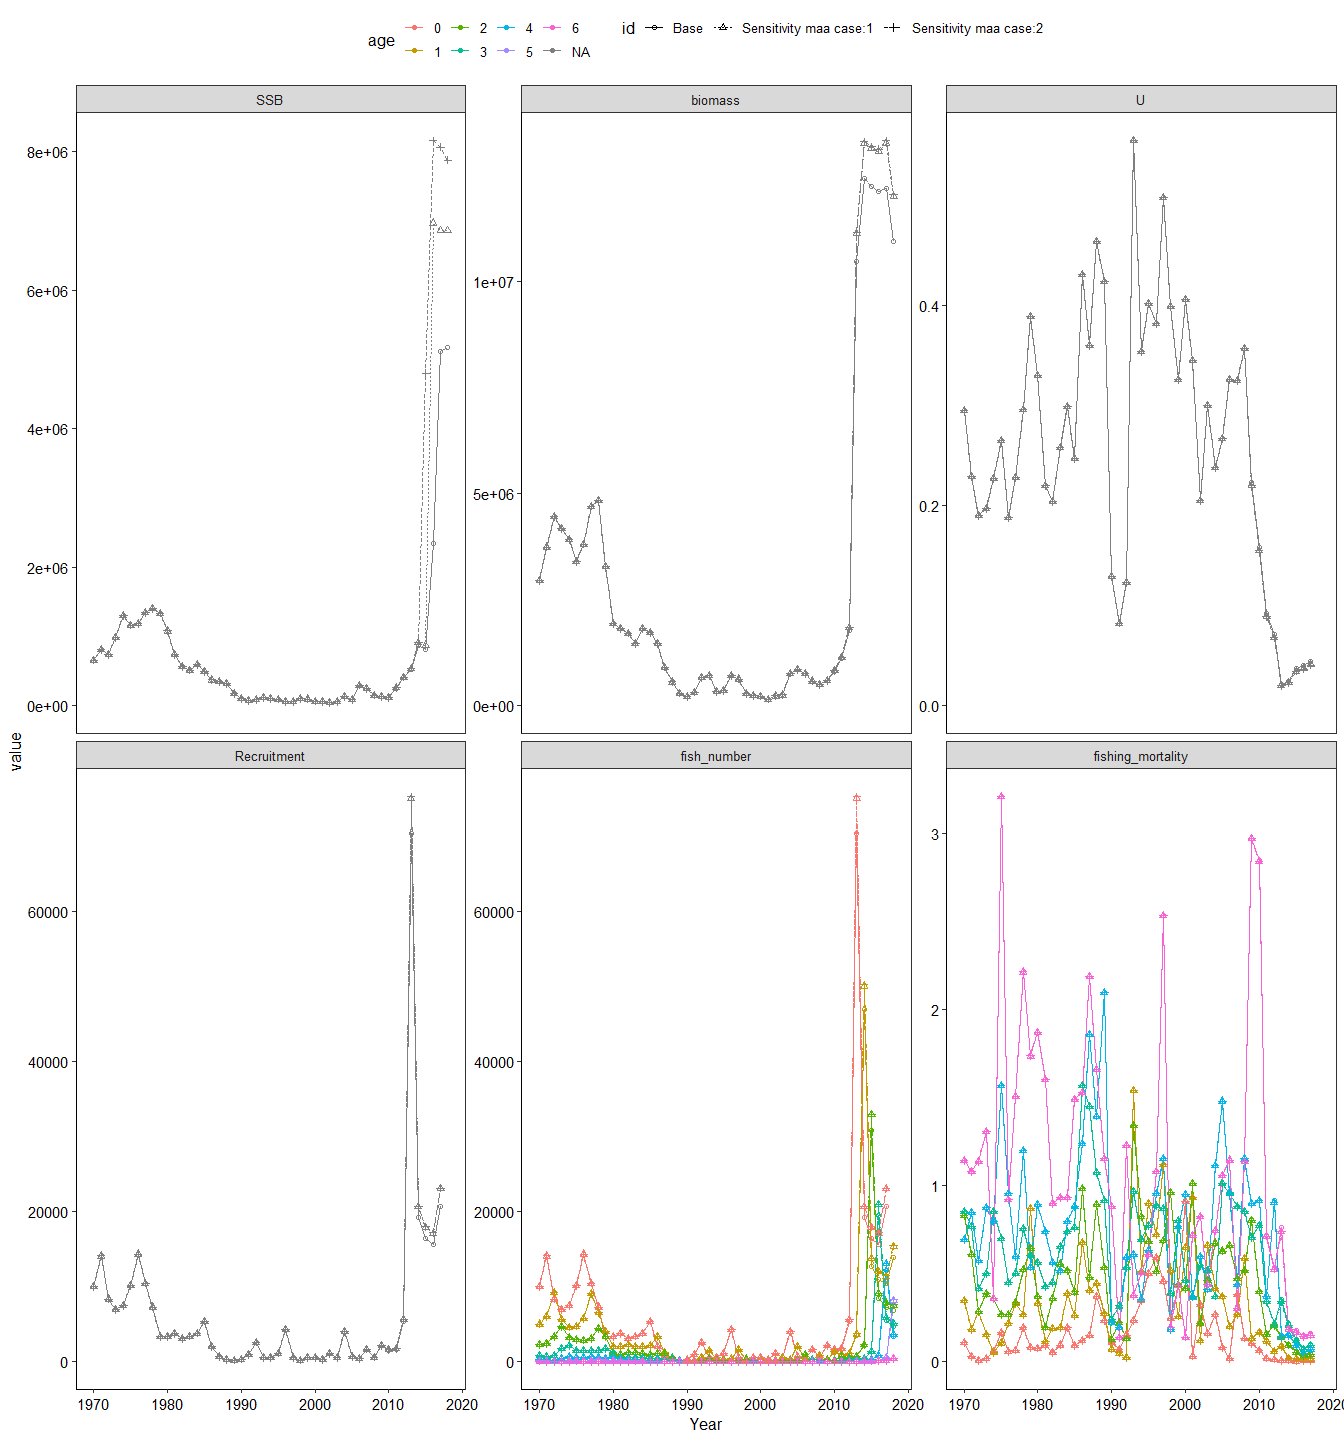 age 0 2 4 6 id Base Sensitivity maa case:1 Sensitivity maa case:2
1 3 5 NA
SSB biomass U
8e+06
6e+06
4e+06
2e+06
0e+00
1e+07
5e+06
0e+00
0.4
0.2
0.0
value
Recruitment fish_number fishing_mortality
60000
40000
20000
0
60000
40000
20000
0
3
2
1
0
1970 1980 1990 2000 2010 2020 1970 1980 1990 2000 2010 2020 1970 1980 1990 2000 2010 2020
Year